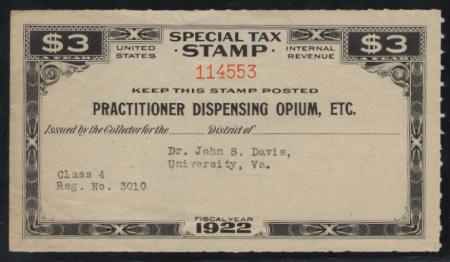 $3 SPECIAL TAX $3
A YEAR UNITED STATES · STAMP · INTERNAL REVENUE A YEAR
114553
KEEP THIS STAMP POSTED
PRACTITIONER DISPENSING OPIUM, ETC.
Issued by the Collector for the District of
Dr. John S. Davis,
University, Va.
Class 4
Reg. No. 3010
FISCAL YEAR
1922